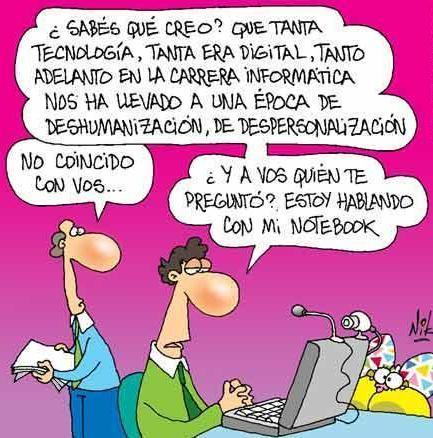 ¿ SABÉS QUÉ CREO? QUE TANTA
TECNOLOGÍA, TANTA ERA DIGITAL, TANTO
ADELANTO EN LA CARRERA INFORMÁTICA
NOS HA LLEVADO A UNA ÉPOCA DE
DESHUMANIZACIÓN, DE DESPERSONALIZACIÓN
NO COINCIDO
CON VOS...
¿ Y A VOS QUIÉN TE
PREGUNTÓ? ESTOY HABLANDO
CON MI NOTEBOOK